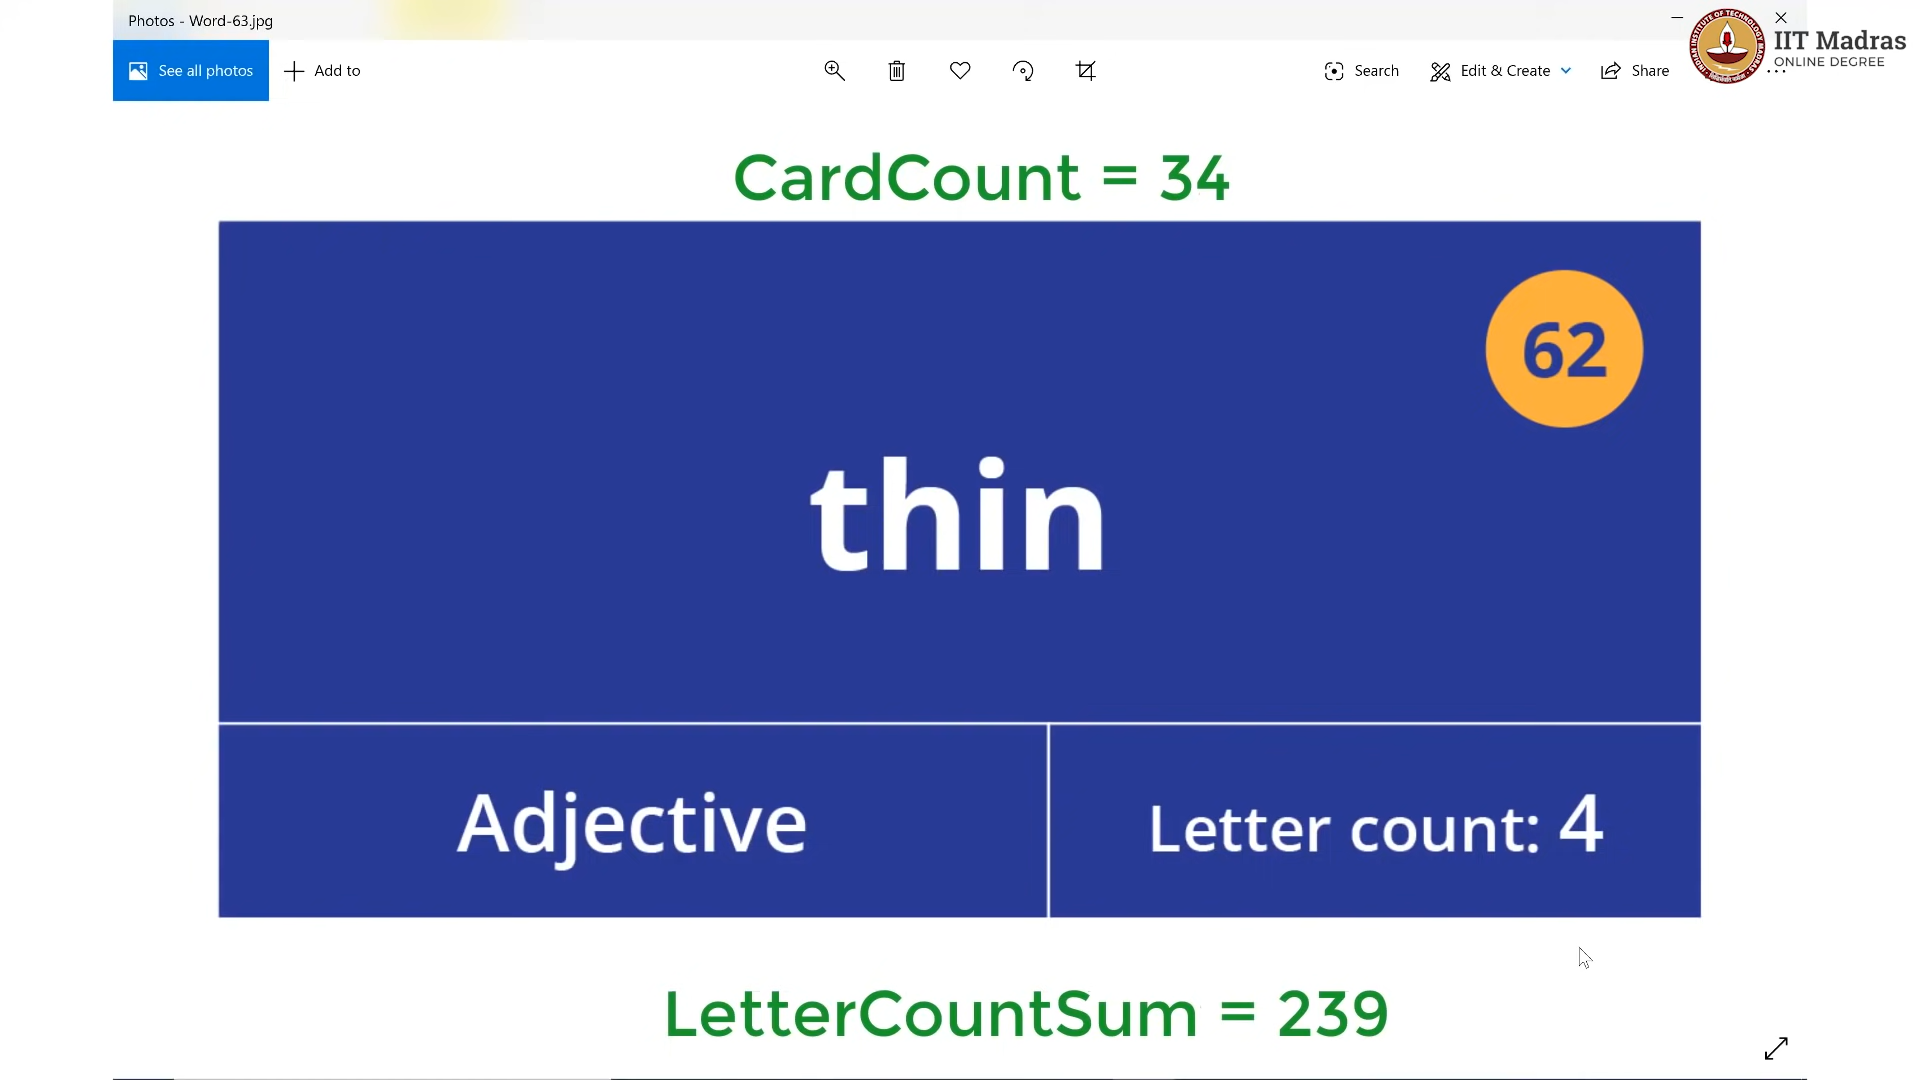 Photos - Word-63.jpg
See all photos
Add to
Search
Edit & Create
Share
IIT Madras
ONLINE DEGREE
CardCount = 34
62
thin
Adjective
Letter count: 4
LetterCountSum = 239